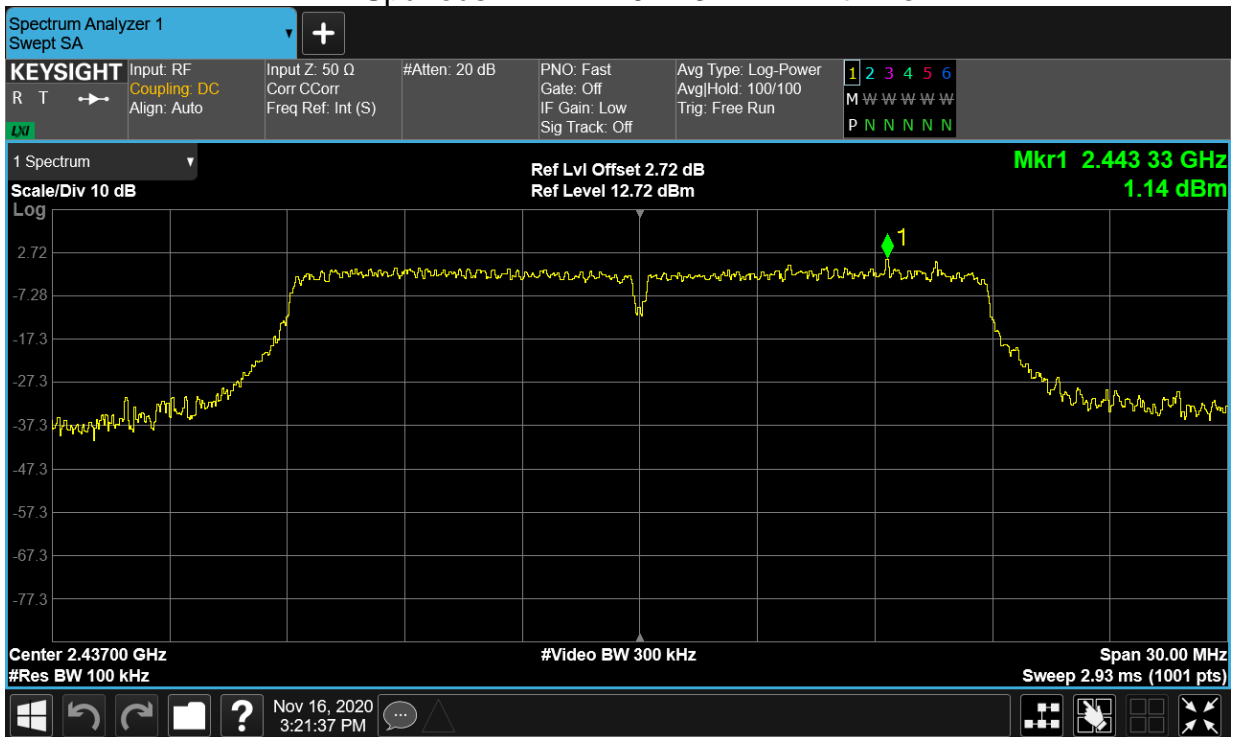 Spectrum Analyzer 1
Swept SA
KEYSIGHT
R T
LXI
Input: RF
Coupling: DC
Align: Auto
Input Z: 50 Ω
Corr CCorr
Freq Ref: Int (S)
#Atten: 20 dB
PNO: Fast
Gate: Off
IF Gain: Low
Sig Track: Off
Avg Type: Log-Power
Avg|Hold: 100/100
Trig: Free Run
1 2 3 4 5 6
M W W W W W
P N N N N N
1 Spectrum
Scale/Div 10 dB
Log
Ref Lvl Offset 2.72 dB
Ref Level 12.72 dBm
Mkr1 2.443 33 GHz
1.14 dBm
1
2.72
-7.28
-17.3
-27.3
-37.3
-47.3
-57.3
-67.3
-77.3
Center 2.43700 GHz
#Res BW 100 kHz
#Video BW 300 kHz
Span 30.00 MHz
Sweep 2.93 ms (1001 pts)
?
Nov 16, 2020
3:21:37 PM